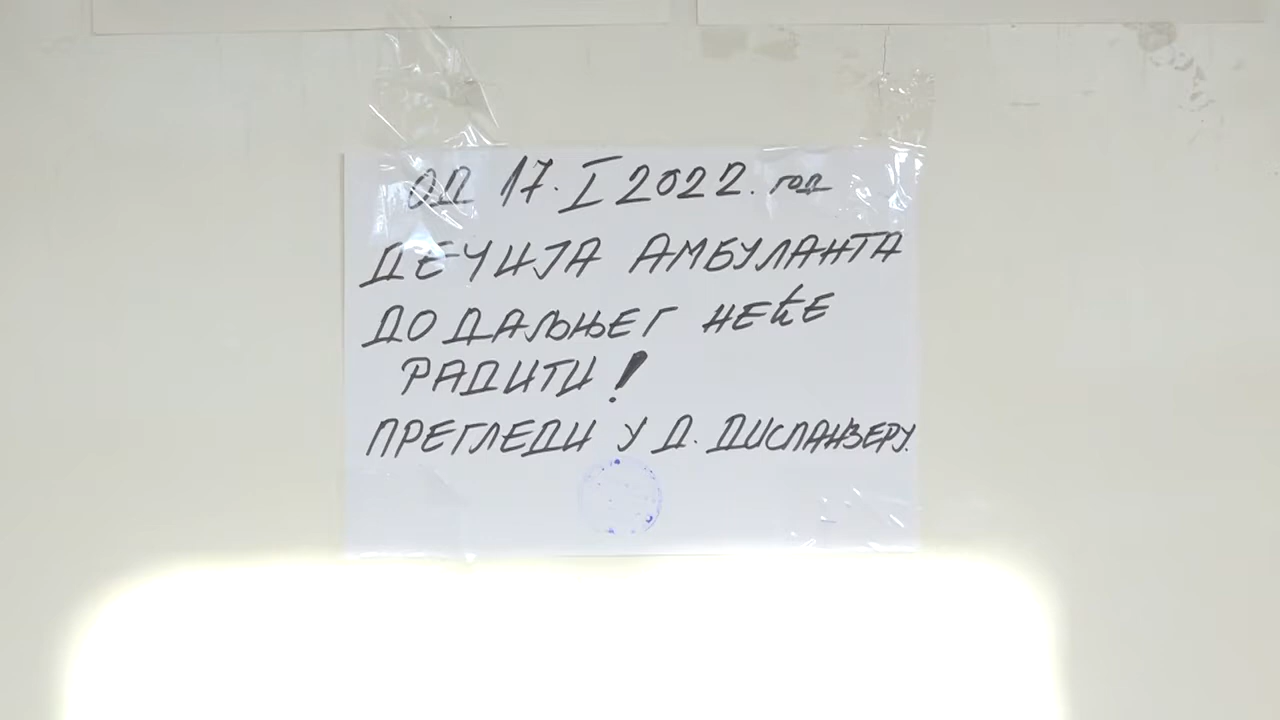 ОД 17. I 2022. год
ДЕЧИЈА АМБУЛАНТА
ДО ДАЉЊЕГ НЕЋЕ
РАДИТИ!
ПРЕГЛЕДИ У Д. ДИСПАНЗЕРУ.